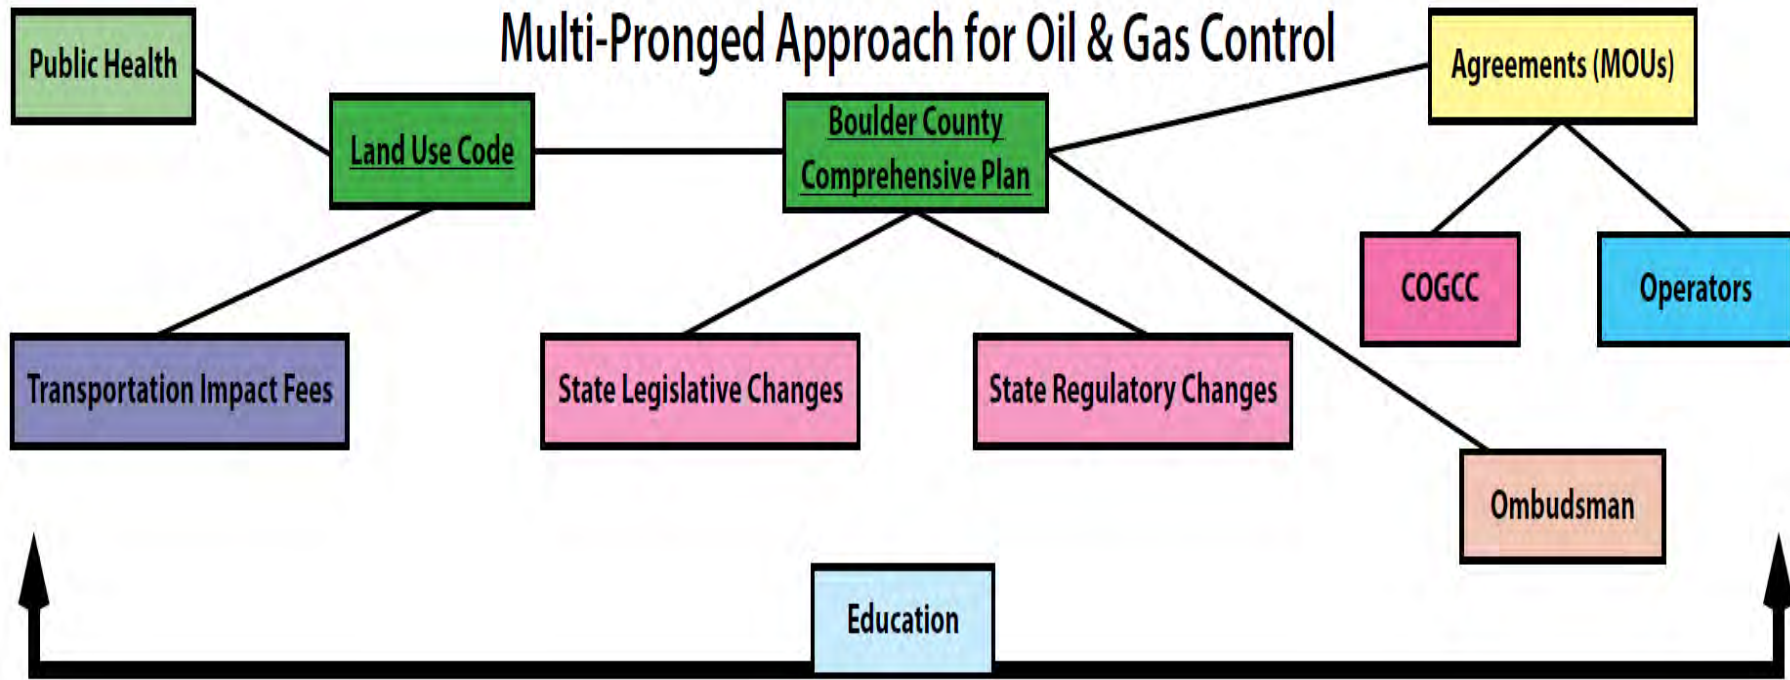 Multi-Pronged Approach for Oil & Gas Control
Public Health
Agreements (MOUs)
Land Use Code
Boulder County
Comprehensive Plan
COGCC
Operators
Transportation Impact Fees
State Legislative Changes
State Regulatory Changes
Ombudsman
Education